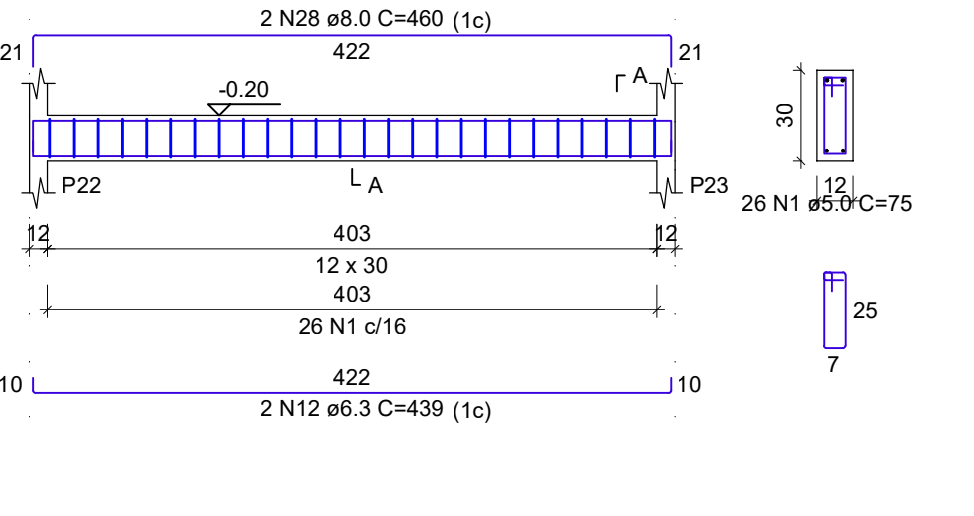 2 N28 ø8.0 C=460 (1c)
21 422 21
A
-0.20
30
P22 A P23
12
26 N1 ø5.0 C=75
12 403 12
12 x 30
403
26 N1 c/16
25
7
10 422 10
2 N12 ø6.3 C=439 (1c)